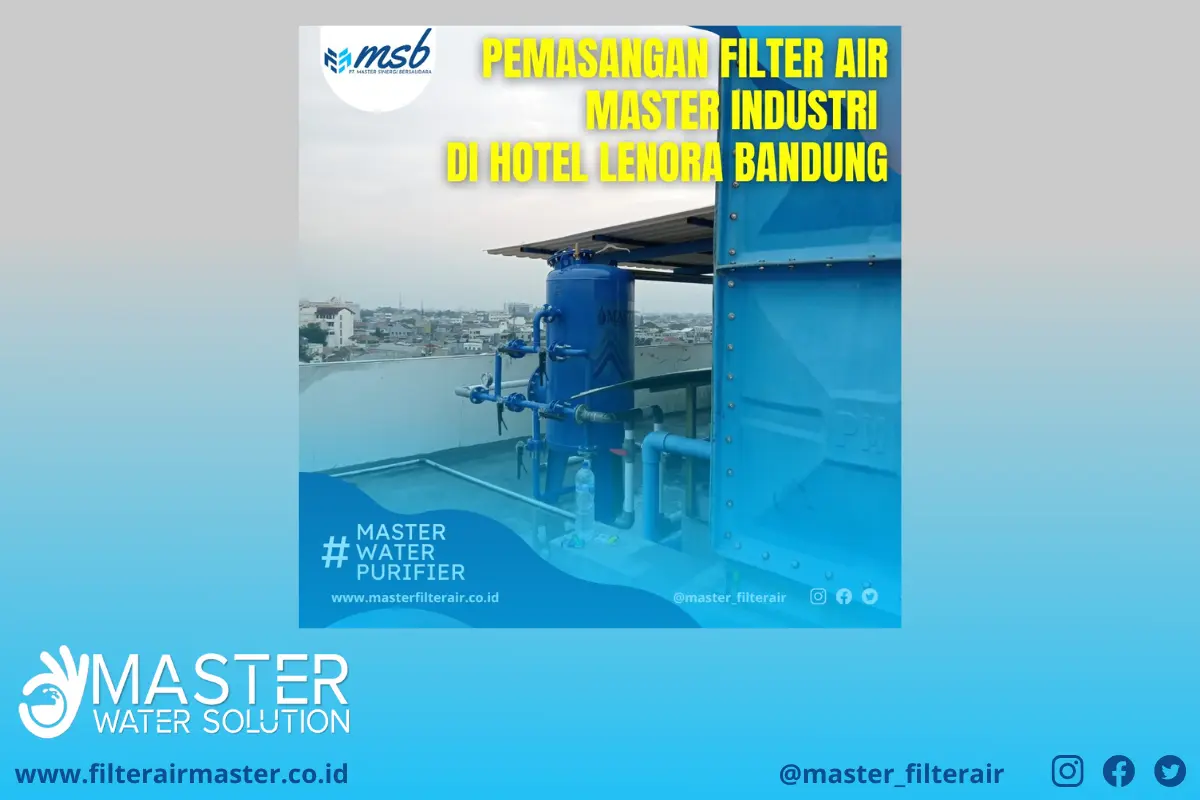 msb
PT. MASTER SINERGI BERSAUDARA
PEMASANGAN FILTER AIR
MASTER INDUSTRI
DI HOTEL LENORA BANDUNG
MASTER
# MASTER
WATER
PURIFIER
www.masterfilterair.co.id
@master_filterair
MASTER
WATER SOLUTION
www.filterairmaster.co.id
@master_filterair